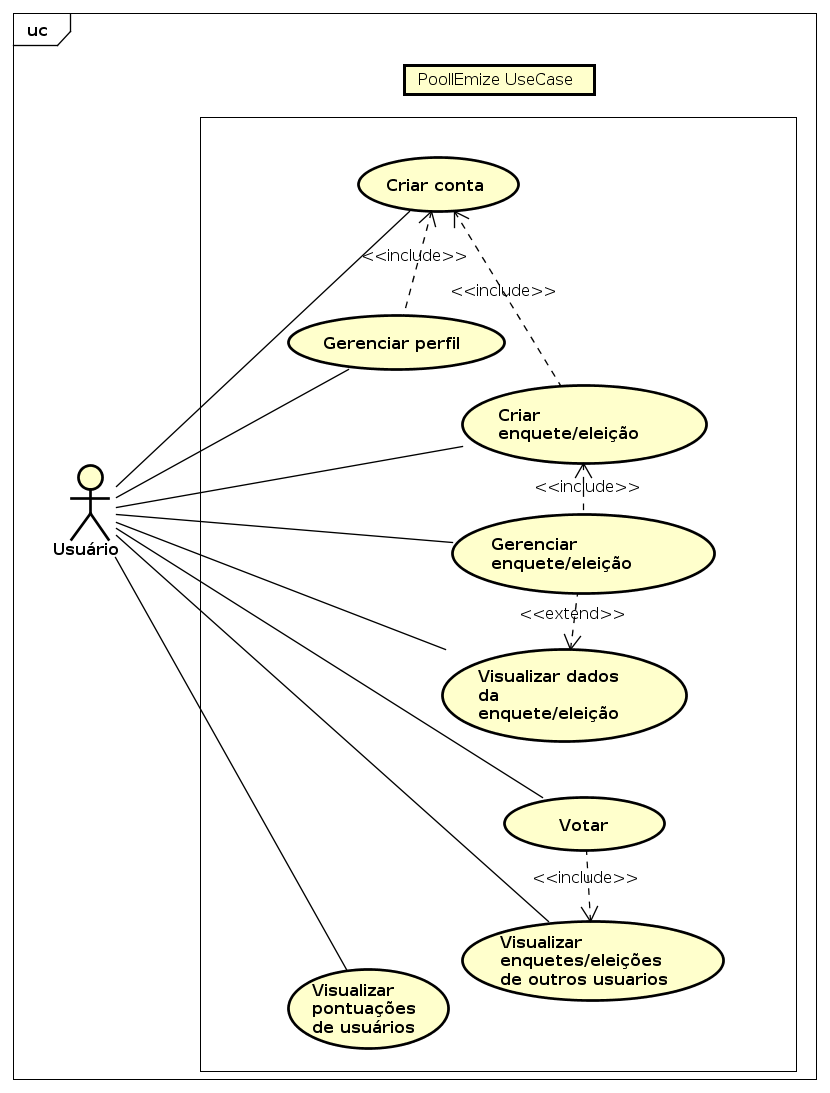 uc
PoollEmize UseCase
Criar conta
<<include>>
<<include>>
Gerenciar perfil
Criar
enquete/eleição
<<include>>
Gerenciar
enquete/eleição
Usuário
<<extend>>
Visualizar dados
da
enquete/eleição
Votar
<<include>>
Visualizar
enquetes/eleições
de outros usuarios
Visualizar
pontuações
de usuários